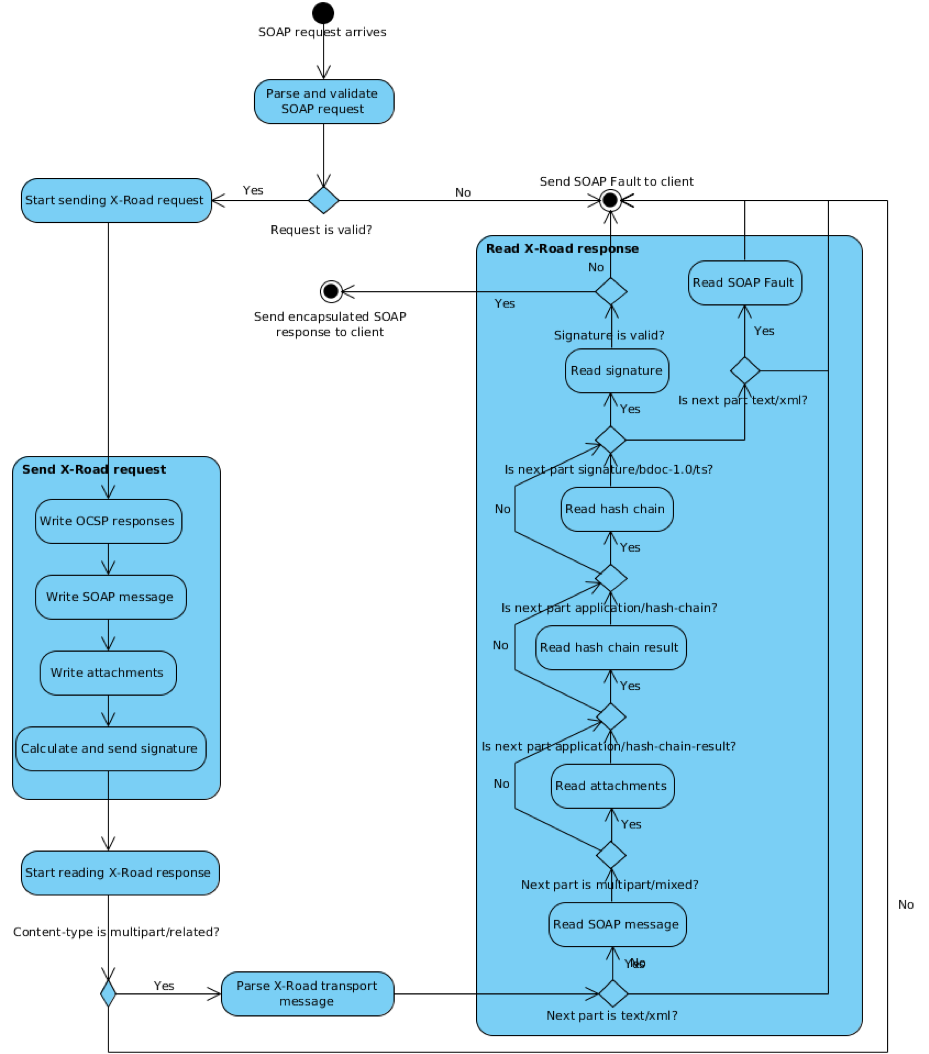 SOAP request arrives
Parse and validate
SOAP request
Send SOAP Fault to client
Yes
No
Start sending X-Road request
Request is valid?
Read X-Road response
No
Read SOAP Fault
Yes
Send encapsulated SOAP
response to client
Yes
Signature is valid?
Read signature
Is next part text/xml?
Yes
Send X-Road request
Is next part signature/bdoc-1.0/ts?
No
Read hash chain
Write OCSP responses
Yes
Write SOAP message
Is next part application/hash-chain?
No
Read hash chain result
Write attachments
Yes
Calculate and send signature
Is next part application/hash-chain-result?
No
Read attachments
Yes
Start reading X-Road response
Next part is multipart/mixed?
No
Read SOAP message
Content-type is multipart/related?
Yes
No
Yes
Parse X-Road transport
message
Next part is text/xml?